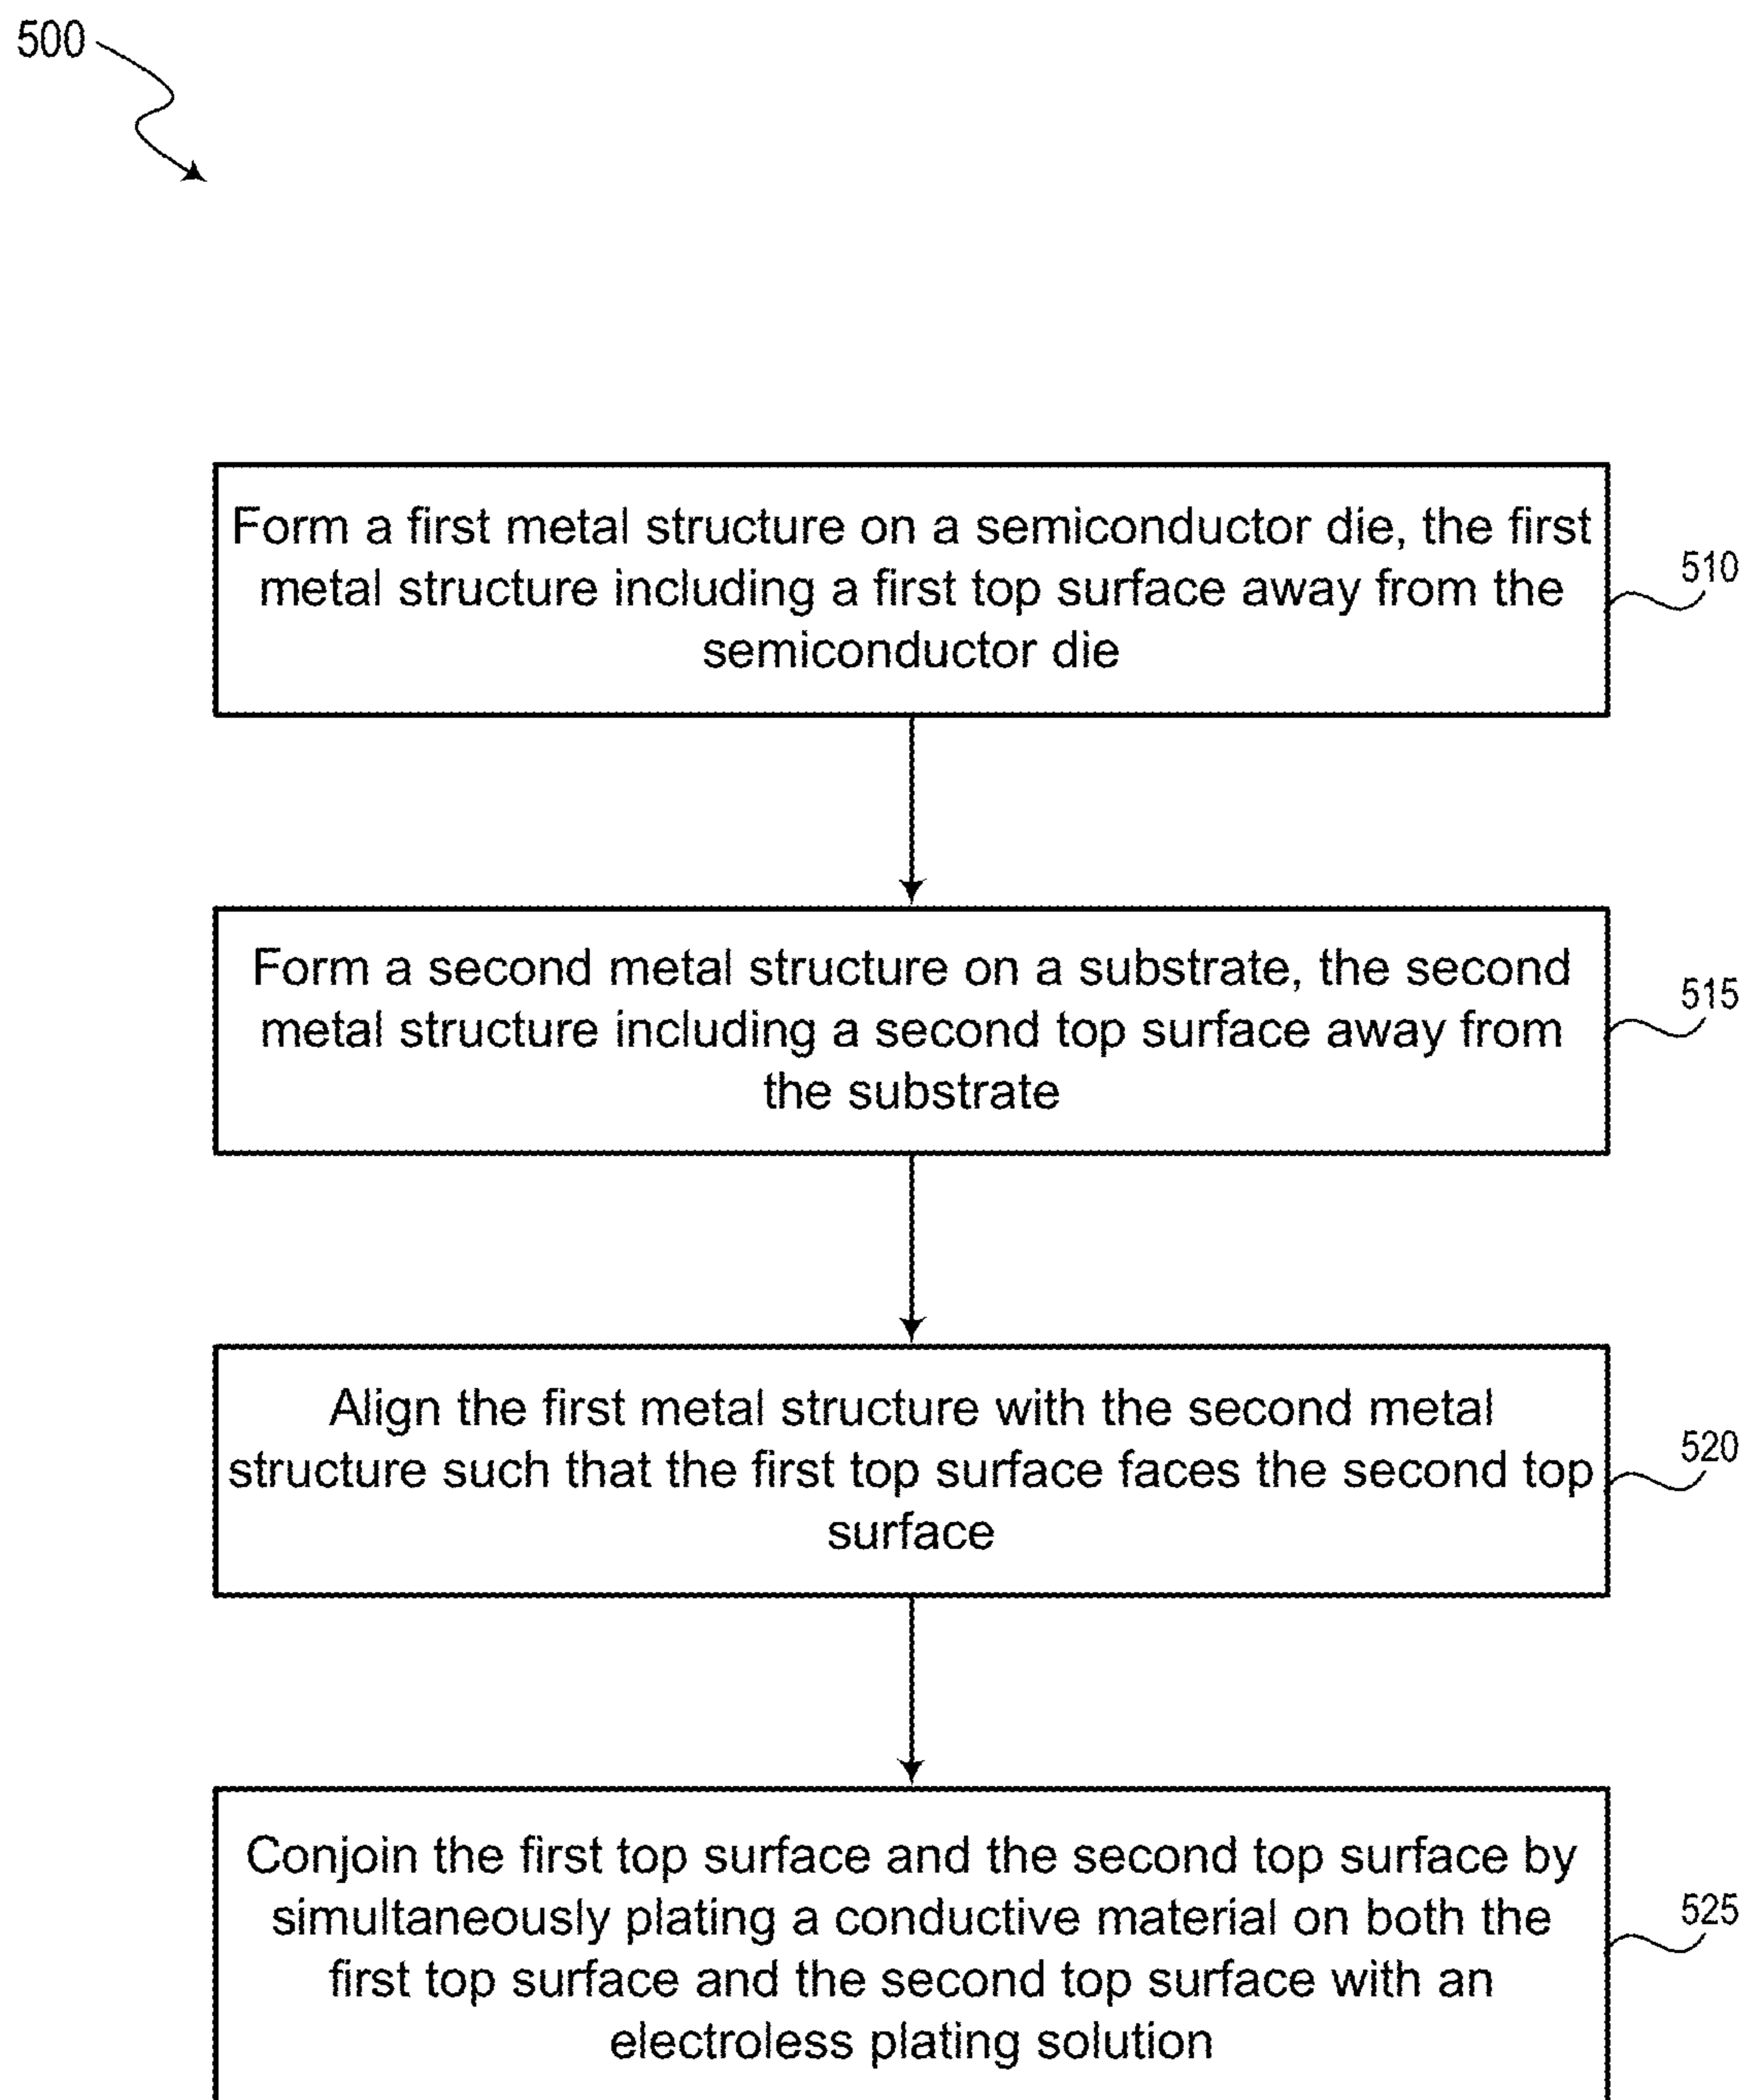 500
Form a first metal structure on a semiconductor die, the first
metal structure including a first top surface away from the
semiconductor die
510
Form a second metal structure on a substrate, the second
metal structure including a second top surface away from
the substrate
515
Align the first metal structure with the second metal
structure such that the first top surface faces the second top
surface
520
Conjoin the first top surface and the second top surface by
simultaneously plating a conductive material on both the
first top surface and the second top surface with an
electroless plating solution
525